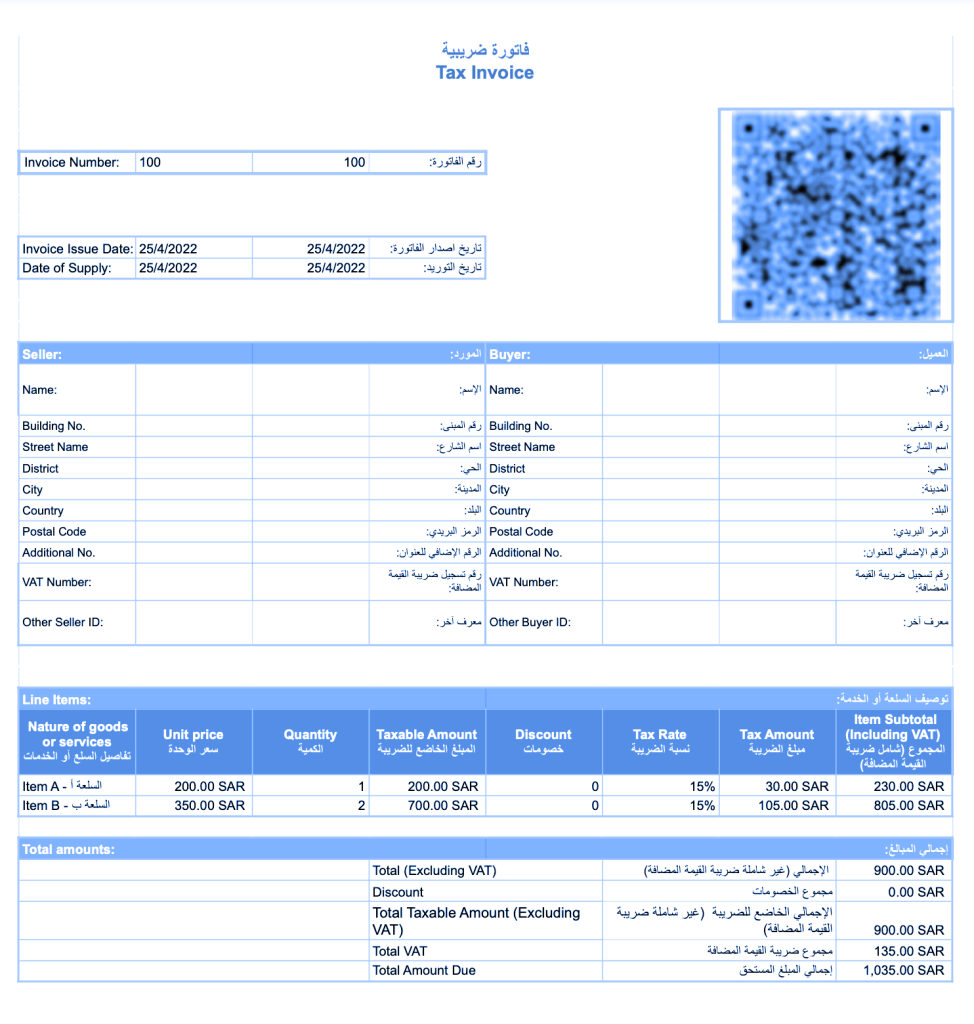 فاتورة ضريبية
Tax Invoice
Invoice Number: 100 100 رقم الفاتورة:
Invoice Issue Date: 25/4/2022 25/4/2022 تاريخ اصدار الفاتورة:
Date of Supply: 25/4/2022 25/4/2022 تاريخ التوريد:
Seller: المورد: Buyer: العميل:
Name: الإسم: Name: الإسم:
Building No. رقم المبنى: Building No. رقم المبنى:
Street Name اسم الشارع: Street Name اسم الشارع:
District الحي: District الحي:
City المدينة: City المدينة:
Country البلد: Country البلد:
Postal Code الرمز البريدي: Postal Code الرمز البريدي:
Additional No. الرقم الإضافي للعنوان: Additional No. الرقم الإضافي للعنوان:
VAT Number: رقم تسجيل ضريبة القيمة المضافة: VAT Number: رقم تسجيل ضريبة القيمة المضافة:
Other Seller ID: معرف آخر: Other Buyer ID: معرف آخر:
Line Items: توصيف السلعة أو الخدمة:
Nature of goods or services تفاصيل السلع أو الخدمات
Unit price سعر الوحدة
Quantity الكمية
Taxable Amount المبلغ الخاضع للضريبة
Discount خصومات
Tax Rate نسبة الضريبة
Tax Amount مبلغ الضريبة
Item Subtotal (Including VAT) المجموع (شامل ضريبة القيمة المضافة)
Item A - السلعة أ 200.00 SAR 1 200.00 SAR 0 15% 30.00 SAR 230.00 SAR
Item B - السلعة ب 350.00 SAR 2 700.00 SAR 0 15% 105.00 SAR 805.00 SAR
Total amounts: إجمالي المبالغ:
Total (Excluding VAT) الإجمالي (غير شاملة ضريبة القيمة المضافة) 900.00 SAR
Discount مجموع الخصومات 0.00 SAR
Total Taxable Amount (Excluding VAT) الإجمالي الخاضع للضريبة (غير شاملة ضريبة القيمة المضافة) 900.00 SAR
Total VAT مجموع ضريبة القيمة المضافة 135.00 SAR
Total Amount Due إجمالي المبلغ المستحق 1,035.00 SAR